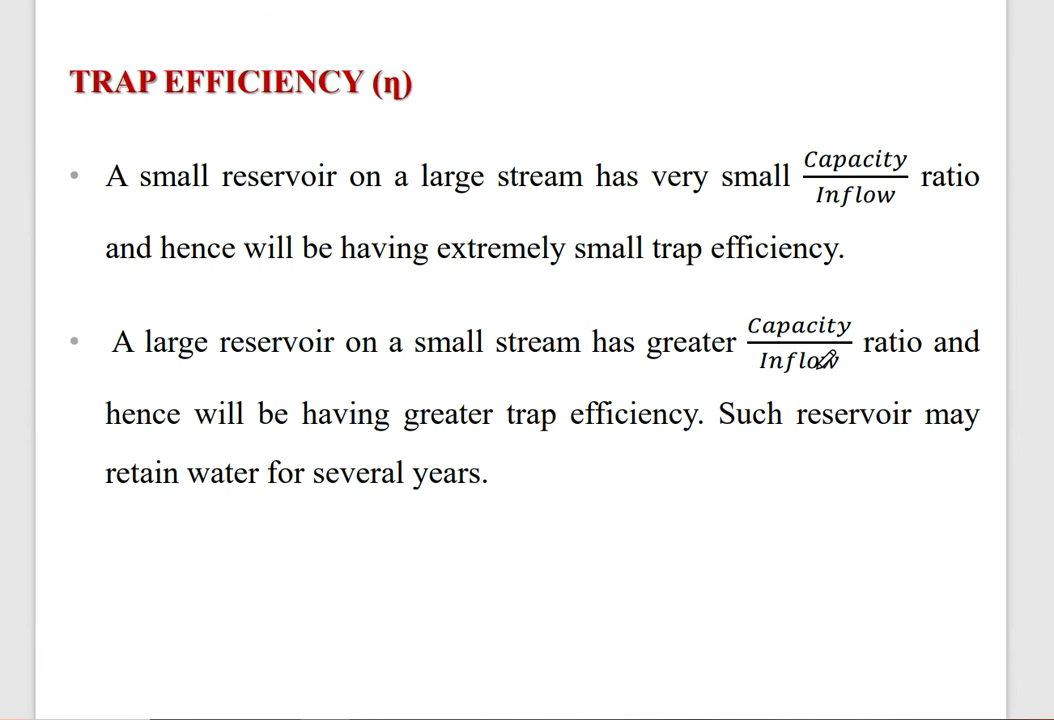 TRAP EFFICIENCY (η)
• A small reservoir on a large stream has very small Capacity/Inflow ratio
and hence will be having extremely small trap efficiency.
• A large reservoir on a small stream has greater Capacity/Inflow ratio and
hence will be having greater trap efficiency. Such reservoir may
retain water for several years.